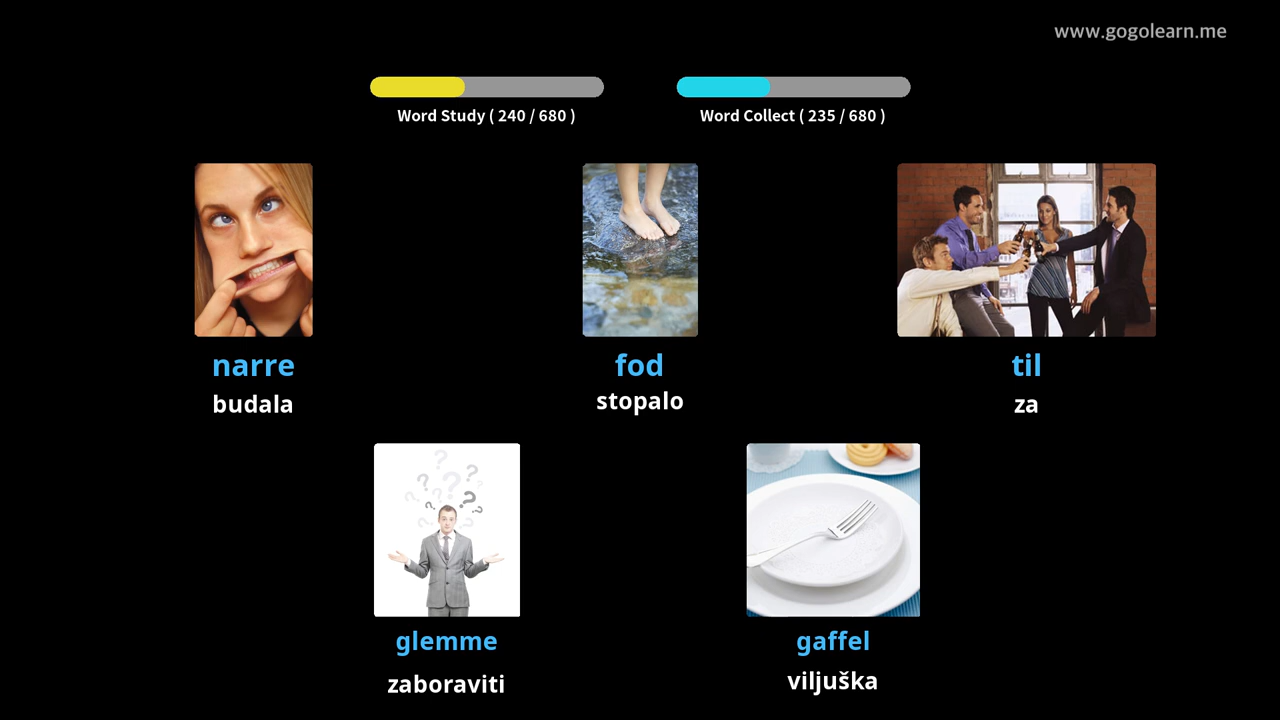 www.gogolearn.me
Word Study ( 240 / 680 )
Word Collect ( 235 / 680 )
narre
budala
fod
stopalo
til
za
glemme
zaboraviti
gaffel
viljuška